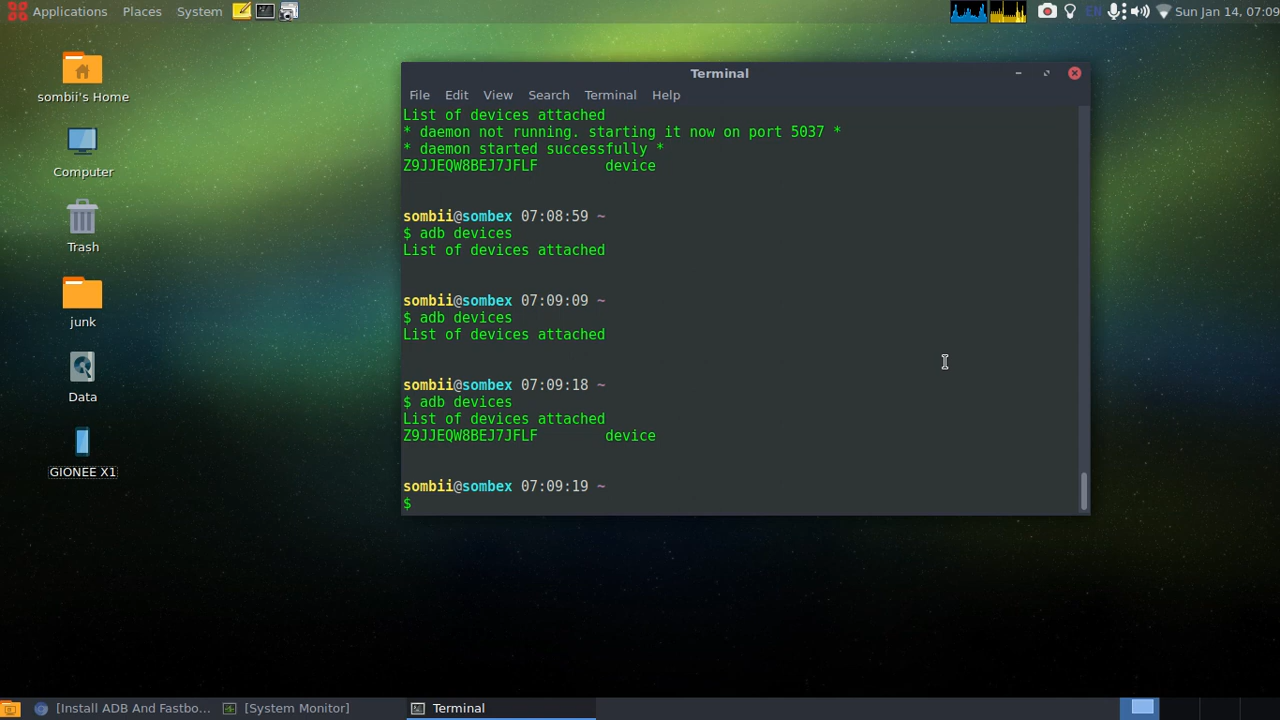 Applications Places System EN Sun Jan 14, 07:09
sombii's Home
Computer
Trash
junk
Data
GIONEE X1
Terminal
File Edit View Search Terminal Help
List of devices attached
* daemon not running. starting it now on port 5037 *
* daemon started successfully *
Z9JJEQW8BEJ7JFLF device
sombii@sombex 07:08:59 ~
$ adb devices
List of devices attached
sombii@sombex 07:09:09 ~
$ adb devices
List of devices attached
sombii@sombex 07:09:18 ~
$ adb devices
List of devices attached
Z9JJEQW8BEJ7JFLF device
sombii@sombex 07:09:19 ~
$
[Install ADB And Fastbo... [System Monitor] Terminal